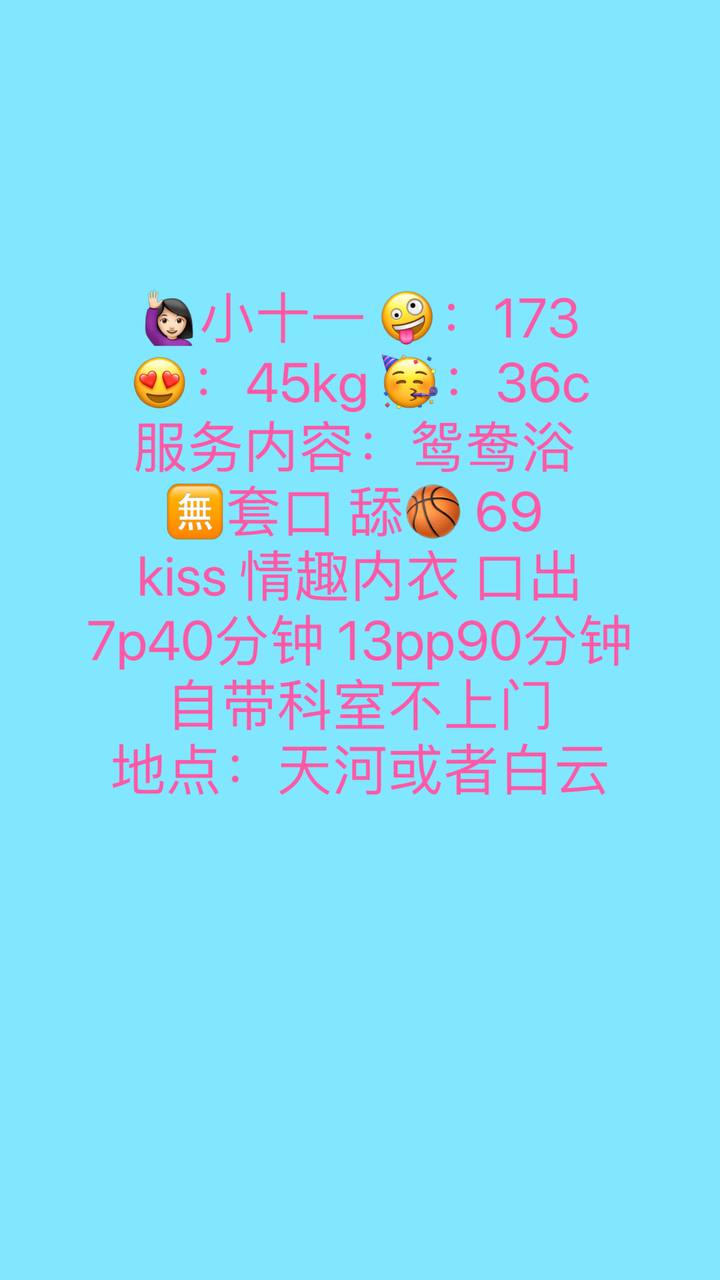 🙋🏻‍♀️小十一 🤪：173
😍：45kg 🥳：36c
服务内容：鸳鸯浴
🈚套口 舔🏀 69
kiss 情趣内衣 口出
7p40分钟 13pp90分钟
自带科室不上门
地点：天河或者白云